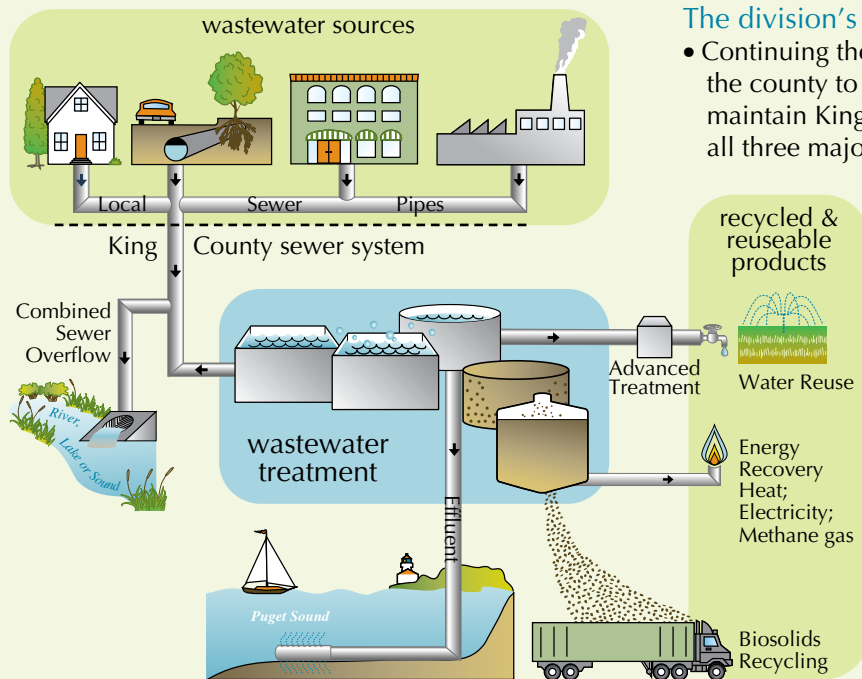 wastewater sources
Local Sewer Pipes
King County sewer system
Combined
Sewer
Overflow
River,
Lake or Sound
wastewater
treatment
Effluent
Puget Sound
The division's
• Continuing the
the county to
maintain King
all three majo
recycled &
reuseable
products
Advanced
Treatment
Water Reuse
Energy
Recovery
Heat;
Electricity;
Methane gas
Biosolids
Recycling